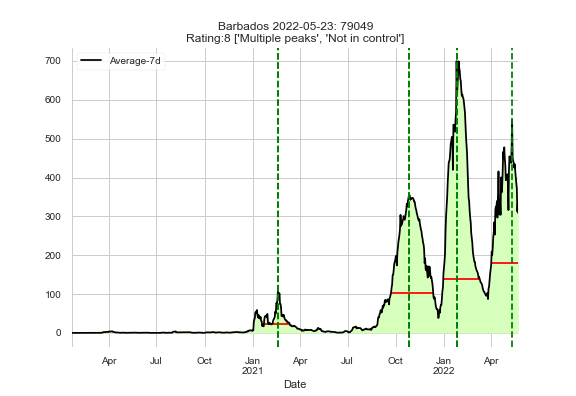 Barbados 2022-05-23: 79049
Rating:8 ['Multiple peaks', 'Not in control']
Average-7d
700
600
500
400
300
200
100
0
Apr Jul Oct Jan Apr Jul Oct Jan Apr
2021 2022
Date